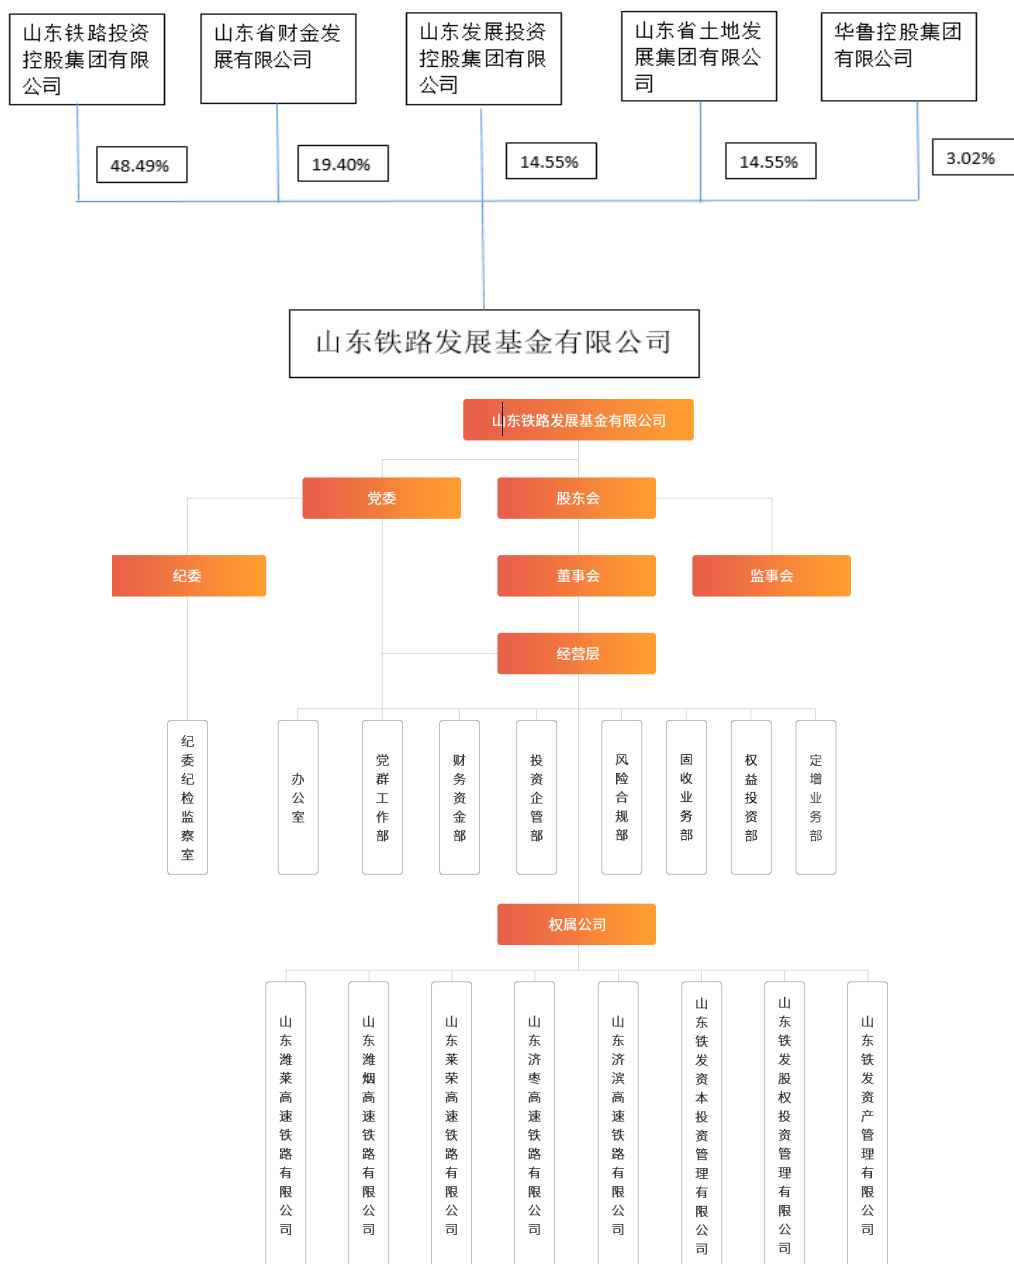 山东铁路投资
控股集团有限
公司
山东省财金发
展有限公司
山东发展投资
控股集团有限
公司
山东省土地发
展集团有限公
司
华鲁控股集团
有限公司
48.49%
19.40%
14.55%
14.55%
3.02%
山东铁路发展基金有限公司
山东铁路发展基金有限公司
党委
股东会
纪委
董事会
监事会
经营层
纪委纪检监察室
办公室
党群工作部
财务资金部
投资企管部
风险合规部
固收业务部
权益投资部
定增业务部
权属公司
山东潍莱高速铁路有限公司
山东潍烟高速铁路有限公司
山东莱荣高速铁路有限公司
山东济枣高速铁路有限公司
山东济滨高速铁路有限公司
山东铁发资本投资管理有限公司
山东铁发股权投资管理有限公司
山东铁发资产管理有限公司